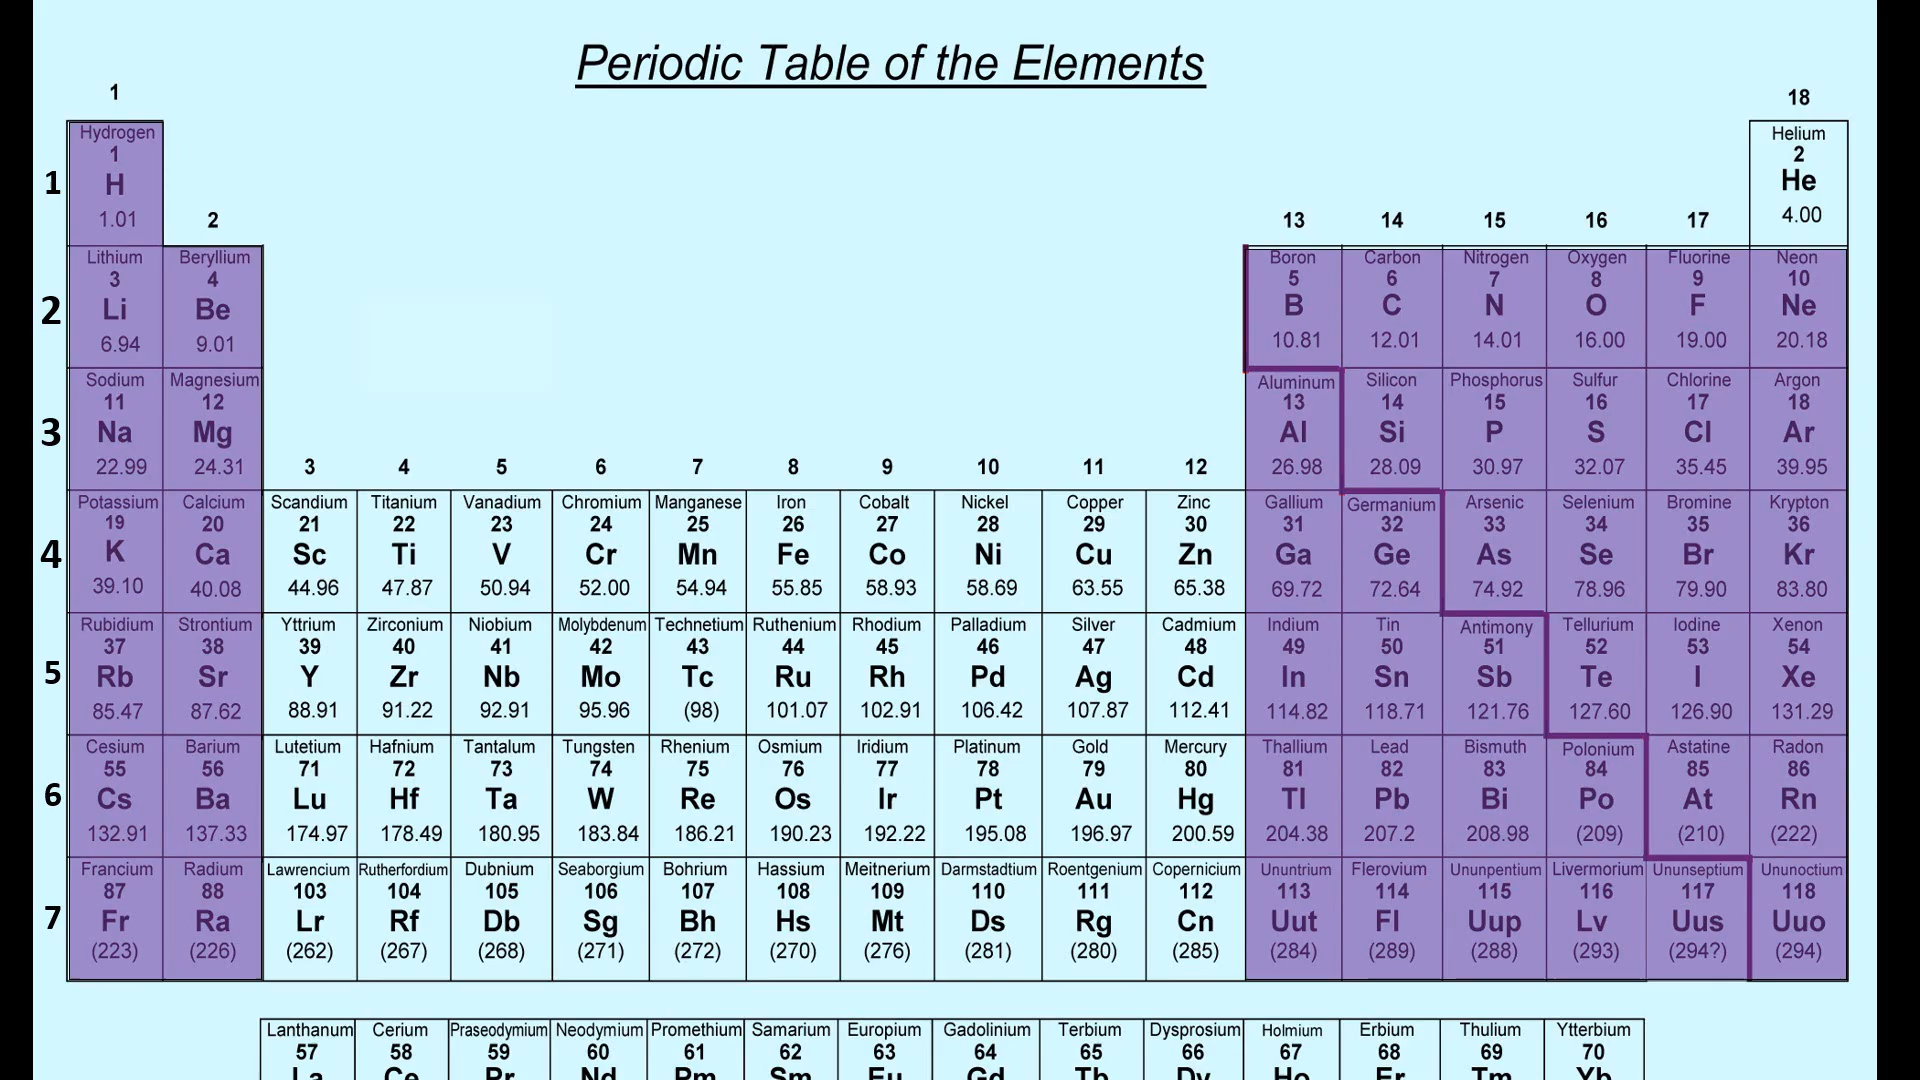 Periodic Table of the Elements
1
18
Hydrogen
Helium
1
2
1
H
He
1.01
2
4.00
13
14
15
16
17
Lithium
Beryllium
Boron
Carbon
Nitrogen
Oxygen
Fluorine
Neon
3
4
5
6
7
8
9
10
2
Li
Be
B
C
N
O
F
Ne
6.94
9.01
10.81
12.01
14.01
16.00
19.00
20.18
Sodium
Magnesium
Aluminum
Silicon
Phosphorus
Sulfur
Chlorine
Argon
11
12
13
14
15
16
17
18
3
Na
Mg
Al
Si
P
S
Cl
Ar
22.99
24.31
3
4
5
6
7
8
9
10
11
12
26.98
28.09
30.97
32.07
35.45
39.95
Potassium
Calcium
Scandium
Titanium
Vanadium
Chromium
Manganese
Iron
Cobalt
Nickel
Copper
Zinc
Gallium
Germanium
Arsenic
Selenium
Bromine
Krypton
19
20
21
22
23
24
25
26
27
28
29
30
31
32
33
34
35
36
4
K
Ca
Sc
Ti
V
Cr
Mn
Fe
Co
Ni
Cu
Zn
Ga
Ge
As
Se
Br
Kr
39.10
40.08
44.96
47.87
50.94
52.00
54.94
55.85
58.93
58.69
63.55
65.38
69.72
72.64
74.92
78.96
79.90
83.80
Rubidium
Strontium
Yttrium
Zirconium
Niobium
Molybdenum
Technetium
Ruthenium
Rhodium
Palladium
Silver
Cadmium
Indium
Tin
Antimony
Tellurium
Iodine
Xenon
37
38
39
40
41
42
43
44
45
46
47
48
49
50
51
52
53
54
5
Rb
Sr
Y
Zr
Nb
Mo
Tc
Ru
Rh
Pd
Ag
Cd
In
Sn
Sb
Te
I
Xe
85.47
87.62
88.91
91.22
92.91
95.96
(98)
101.07
102.91
106.42
107.87
112.41
114.82
118.71
121.76
127.60
126.90
131.29
Cesium
Barium
Lutetium
Hafnium
Tantalum
Tungsten
Rhenium
Osmium
Iridium
Platinum
Gold
Mercury
Thallium
Lead
Bismuth
Polonium
Astatine
Radon
55
56
71
72
73
74
75
76
77
78
79
80
81
82
83
84
85
86
6
Cs
Ba
Lu
Hf
Ta
W
Re
Os
Ir
Pt
Au
Hg
Tl
Pb
Bi
Po
At
Rn
132.91
137.33
174.97
178.49
180.95
183.84
186.21
190.23
192.22
195.08
196.97
200.59
204.38
207.2
208.98
(209)
(210)
(222)
Francium
Radium
Lawrencium
Rutherfordium
Dubnium
Seaborgium
Bohrium
Hassium
Meitnerium
Darmstadtium
Roentgenium
Copernicium
Ununtrium
Flerovium
Ununpentium
Livermorium
Ununseptium
Ununoctium
87
88
103
104
105
106
107
108
109
110
111
112
113
114
115
116
117
118
7
Fr
Ra
Lr
Rf
Db
Sg
Bh
Hs
Mt
Ds
Rg
Cn
Uut
Fl
Uup
Lv
Uus
Uuo
(223)
(226)
(262)
(267)
(268)
(271)
(272)
(270)
(276)
(281)
(280)
(285)
(284)
(289)
(288)
(293)
(294?)
(294)
Lanthanum
Cerium
Praseodymium
Neodymium
Promethium
Samarium
Europium
Gadolinium
Terbium
Dysprosium
Holmium
Erbium
Thulium
Ytterbium
57
58
59
60
61
62
63
64
65
66
67
68
69
70
La
Ce
Pr
Nd
Pm
Sm
Eu
Gd
Tb
Dy
Ho
Er
Tm
Yb